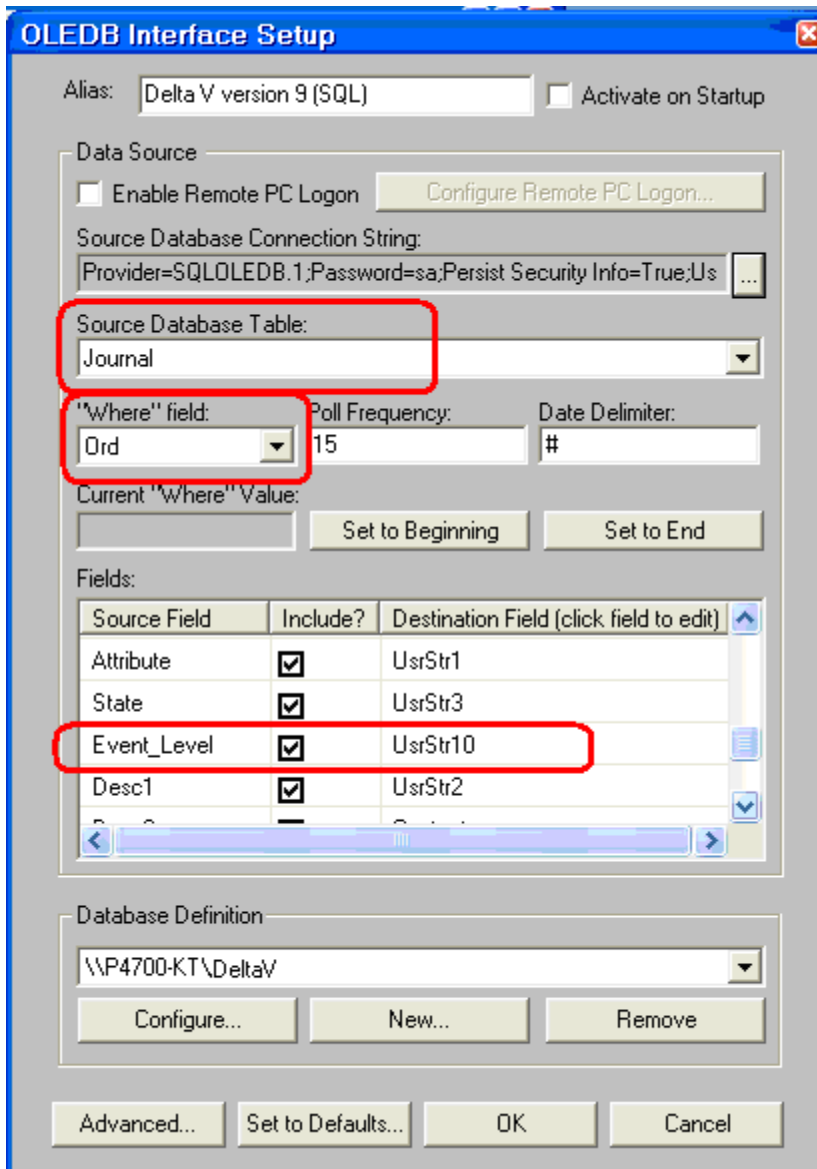 OLEDB Interface Setup
Alias: Delta V version 9 (SQL) Activate on Startup
Data Source
Enable Remote PC Logon Configure Remote PC Logon...
Source Database Connection String:
Provider=SQLOLEDB.1;Password=sa;Persist Security Info=True;Us ...
Source Database Table:
Journal
"Where" field: Poll Frequency: Date Delimiter:
Ord 15 #
Current "Where" Value:
Set to Beginning Set to End
Fields:
Source Field Include? Destination Field (click field to edit)
Attribute UsrStr1
State UsrStr3
Event_Level UsrStr10
Desc1 UsrStr2
Database Definition
\\P4700-KT\DeltaV
Configure... New... Remove
Advanced... Set to Defaults... OK Cancel